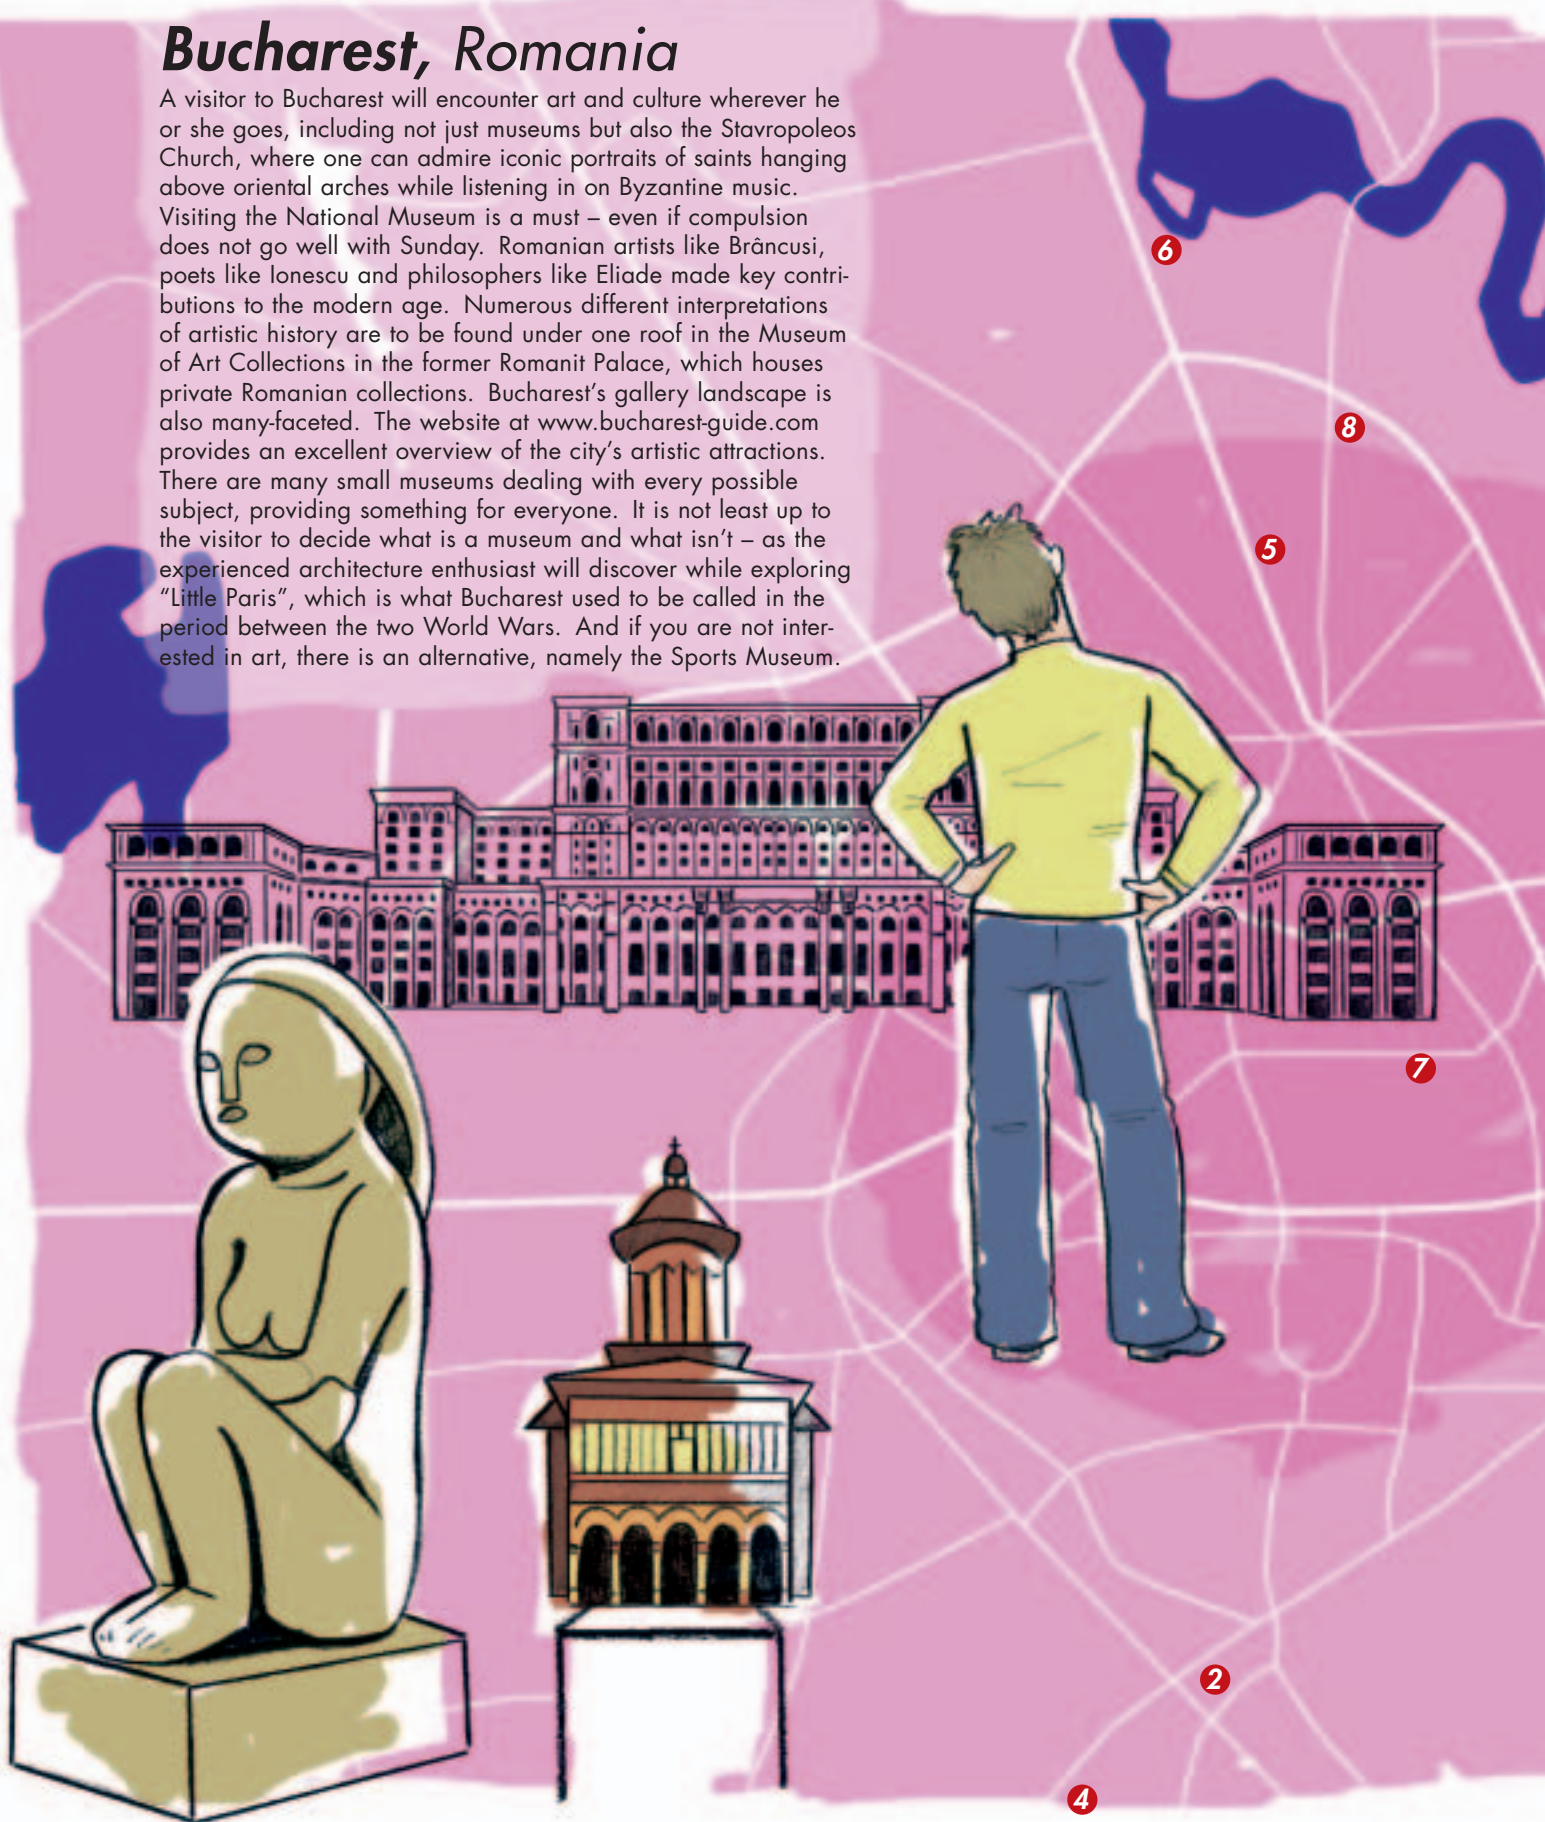 Bucharest, Romania
A visitor to Bucharest will encounter art and culture wherever he
or she goes, including not just museums but also the Stavropoleos
Church, where one can admire iconic portraits of saints hanging
above oriental arches while listening in on Byzantine music.
Visiting the National Museum is a must – even if compulsion
does not go well with Sunday. Romanian artists like Brâncusi,
poets like Ionescu and philosophers like Eliade made key contri-
butions to the modern age. Numerous different interpretations
of artistic history are to be found under one roof in the Museum
of Art Collections in the former Romanit Palace, which houses
private Romanian collections. Bucharest's gallery landscape is
also many-faceted. The website at www.bucharest-guide.com
provides an excellent overview of the city's artistic attractions.
There are many small museums dealing with every possible
subject, providing something for everyone. It is not least up to
the visitor to decide what is a museum and what isn't – as the
experienced architecture enthusiast will discover while exploring
“Little Paris”, which is what Bucharest used to be called in the
period between the two World Wars. And if you are not inter-
ested in art, there is an alternative, namely the Sports Museum.
6
8
5
7
2
4